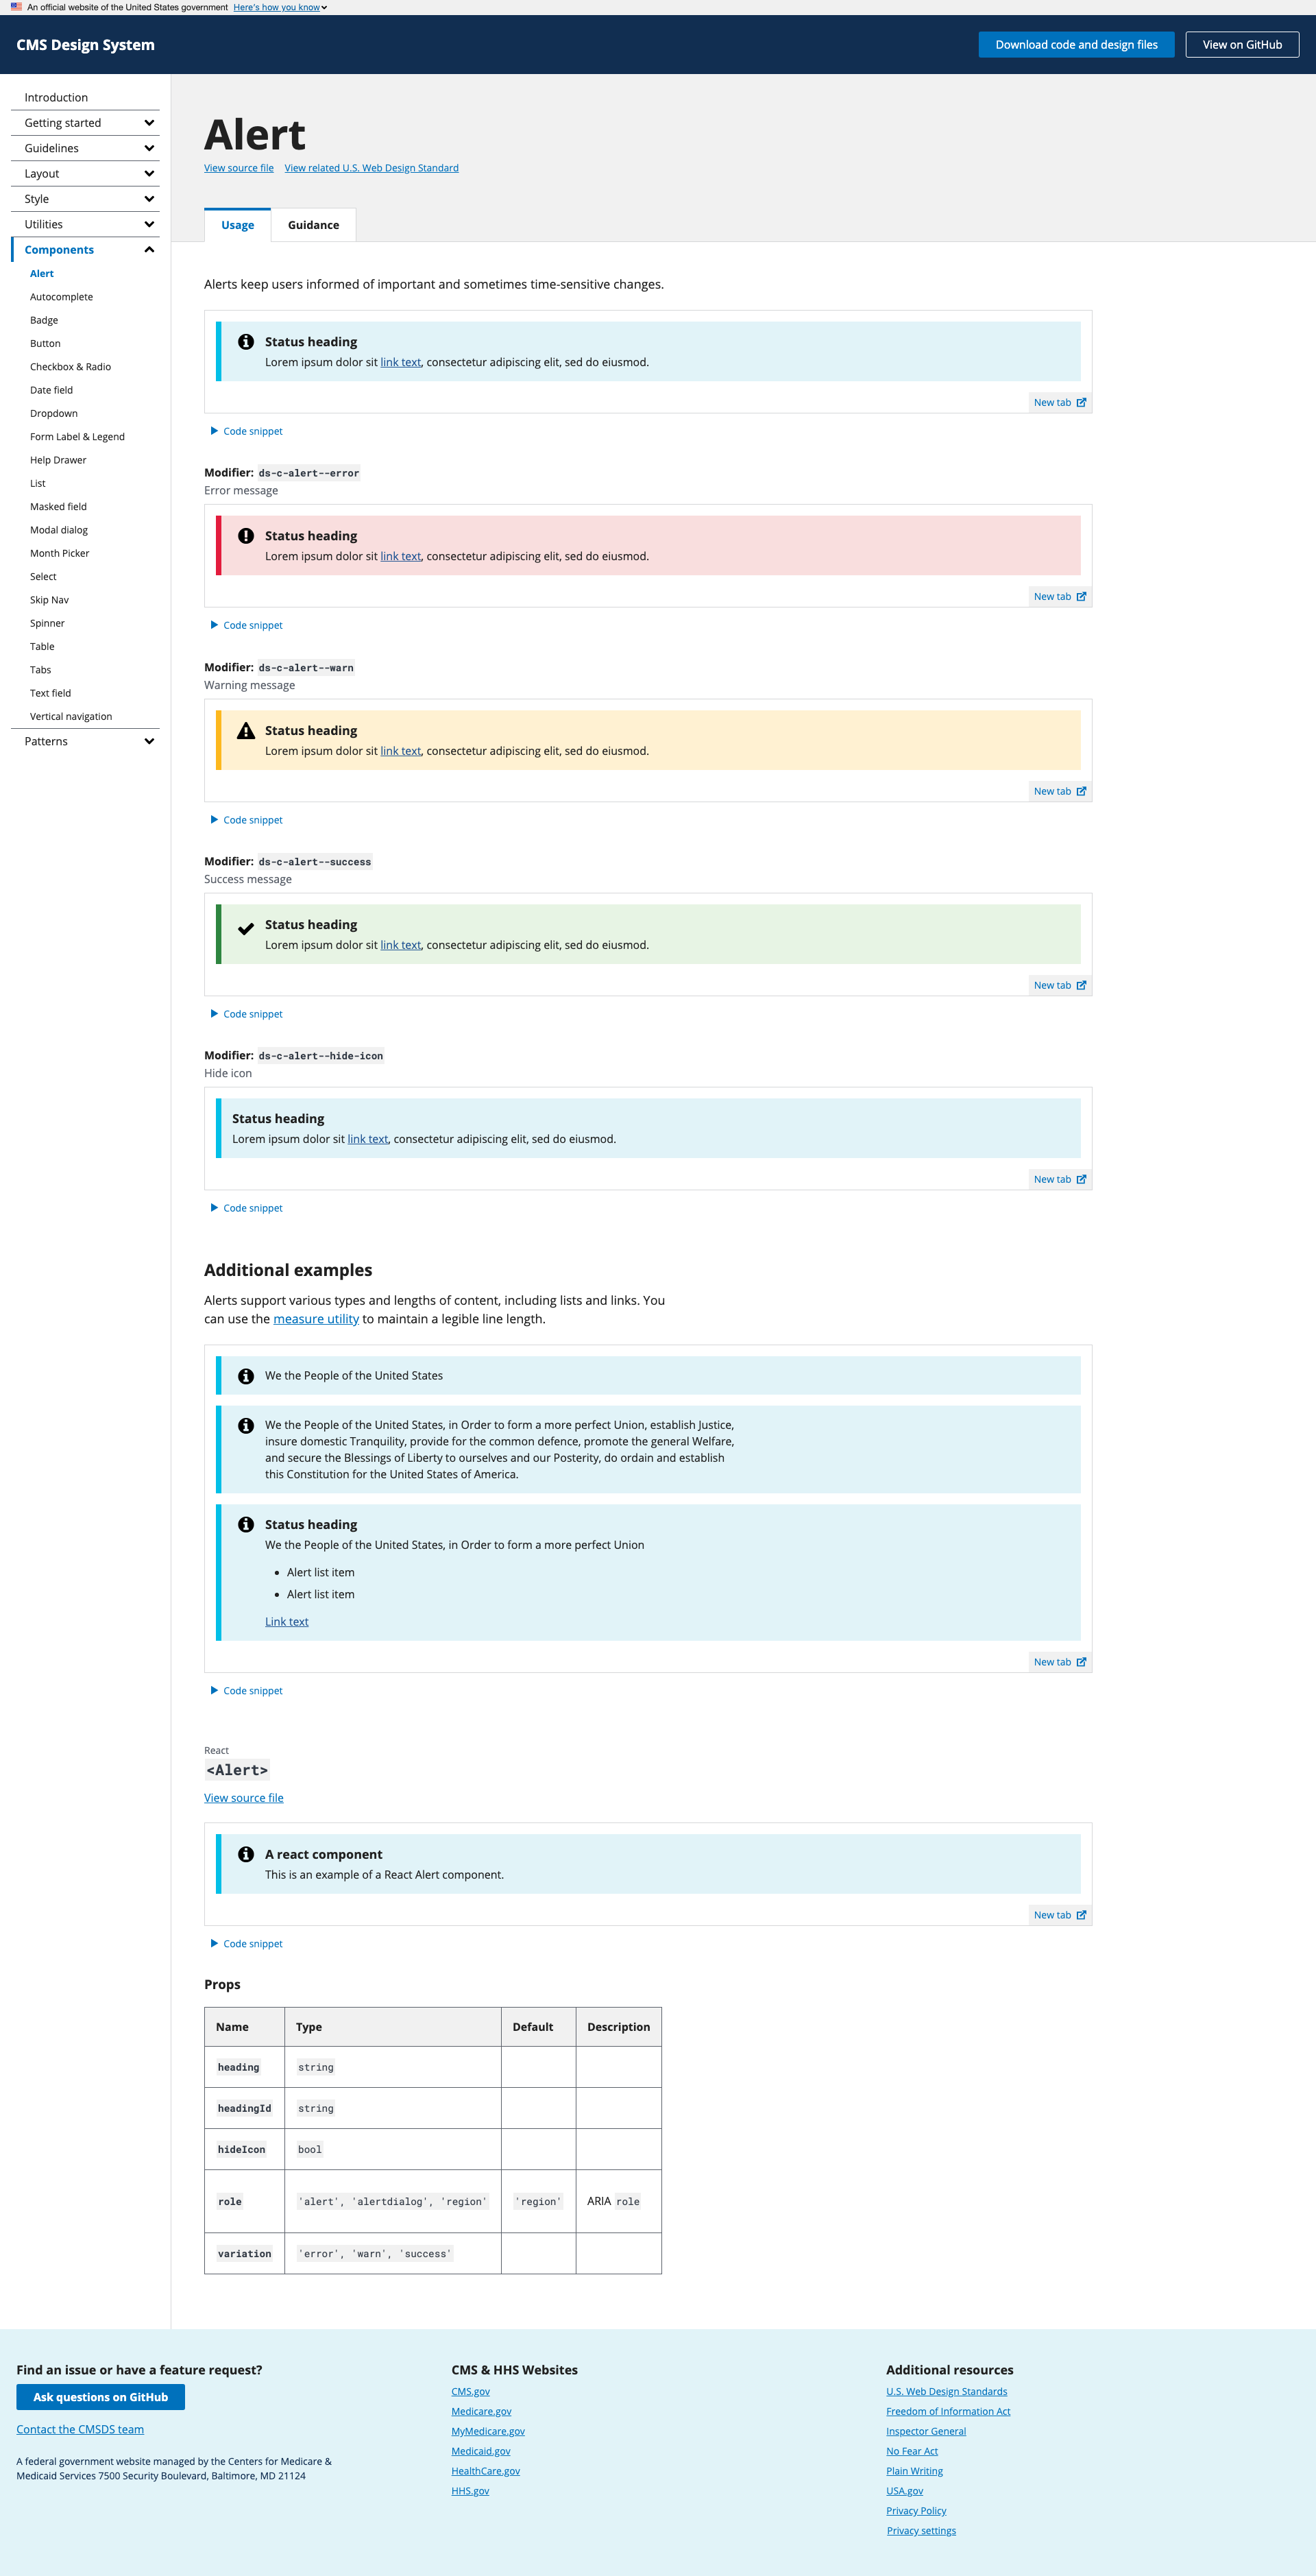 An official website of the United States government Here's how you know
CMS Design System
Download code and design files
View on GitHub
Introduction
Getting started
Guidelines
Layout
Style
Utilities
Components
Alert
Autocomplete
Badge
Button
Checkbox & Radio
Date field
Dropdown
Form Label & Legend
Help Drawer
List
Masked field
Modal dialog
Month Picker
Select
Skip Nav
Spinner
Table
Tabs
Text field
Vertical navigation
Patterns
Alert
View source file View related U.S. Web Design Standard
Usage Guidance
Alerts keep users informed of important and sometimes time-sensitive changes.
Status heading
Lorem ipsum dolor sit link text, consectetur adipiscing elit, sed do eiusmod.
New tab
Code snippet
Modifier: ds-c-alert--error
Error message
Status heading
Lorem ipsum dolor sit link text, consectetur adipiscing elit, sed do eiusmod.
New tab
Code snippet
Modifier: ds-c-alert--warn
Warning message
Status heading
Lorem ipsum dolor sit link text, consectetur adipiscing elit, sed do eiusmod.
New tab
Code snippet
Modifier: ds-c-alert--success
Success message
Status heading
Lorem ipsum dolor sit link text, consectetur adipiscing elit, sed do eiusmod.
New tab
Code snippet
Modifier: ds-c-alert--hide-icon
Hide icon
Status heading
Lorem ipsum dolor sit link text, consectetur adipiscing elit, sed do eiusmod.
New tab
Code snippet
Additional examples
Alerts support various types and lengths of content, including lists and links. You
can use the measure utility to maintain a legible line length.
We the People of the United States
We the People of the United States, in Order to form a more perfect Union, establish Justice,
insure domestic Tranquility, provide for the common defence, promote the general Welfare,
and secure the Blessings of Liberty to ourselves and our Posterity, do ordain and establish
this Constitution for the United States of America.
Status heading
We the People of the United States, in Order to form a more perfect Union
• Alert list item
• Alert list item
Link text
New tab
Code snippet
React
<Alert>
View source file
A react component
This is an example of a React Alert component.
New tab
Code snippet
Props
Name Type Default Description
heading string
headingId string
hideIcon bool
role 'alert', 'alertdialog', 'region' 'region' ARIA role
variation 'error', 'warn', 'success'
Find an issue or have a feature request?
Ask questions on GitHub
Contact the CMSDS team
A federal government website managed by the Centers for Medicare &
Medicaid Services 7500 Security Boulevard, Baltimore, MD 21124
CMS & HHS Websites
CMS.gov
Medicare.gov
MyMedicare.gov
Medicaid.gov
HealthCare.gov
HHS.gov
Additional resources
U.S. Web Design Standards
Freedom of Information Act
Inspector General
No Fear Act
Plain Writing
USA.gov
Privacy Policy
Privacy settings